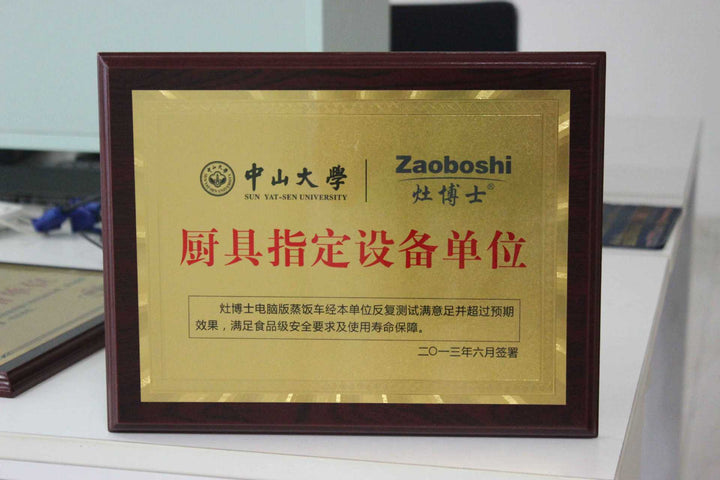 中山大學
SUN YAT-SEN UNIVERSITY
Zaoboshi
灶博士®
厨具指定设备单位
灶博士电脑版蒸饭车经本单位反复测试满意足并超过预期
效果，满足食品级安全要求及使用寿命保障。
二〇一三年六月签署